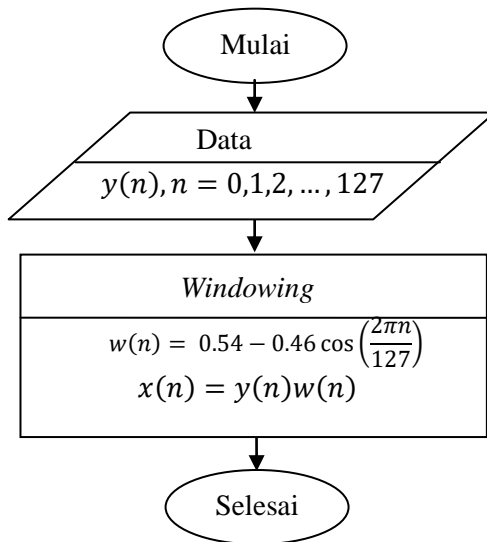 Mulai
Data
y(n), n = 0,1,2, … , 127
Windowing
w(n) = 0.54 − 0.46 cos(2πn/127)
x(n) = y(n)w(n)
Selesai